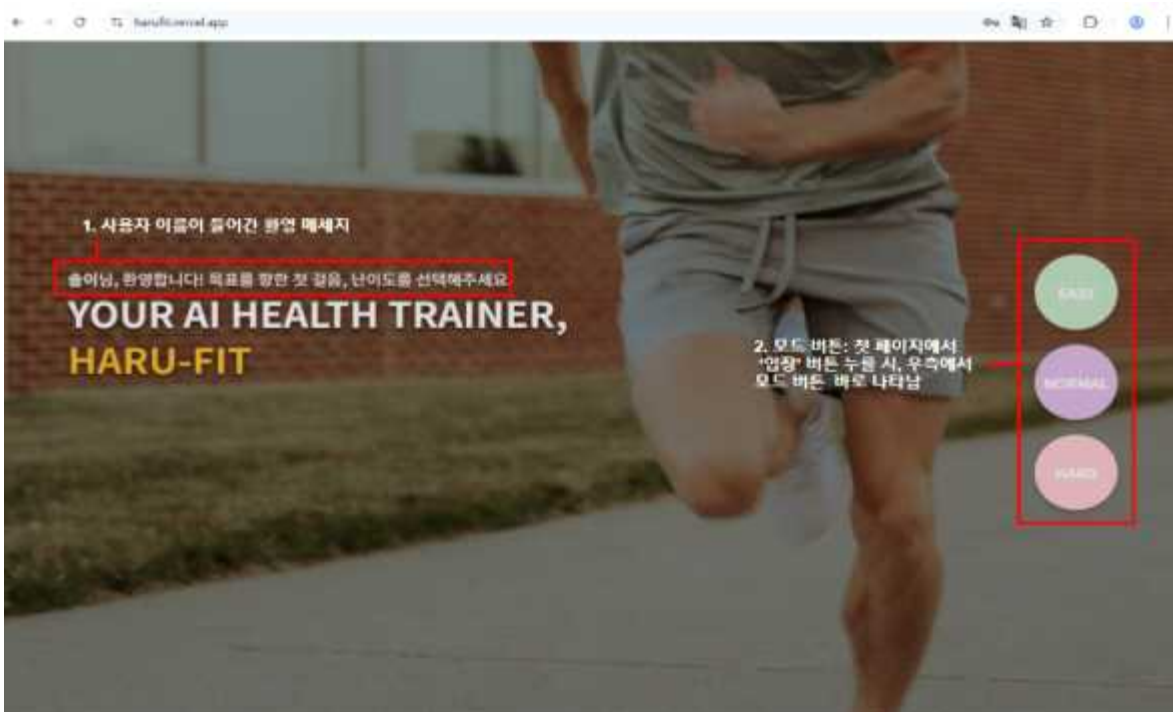 harufit.vercel.app
1. 사용자 이름이 들어간 환영 메세지
솔이님, 환영합니다! 목표를 향한 첫 걸음, 난이도를 선택해주세요
YOUR AI HEALTH TRAINER,
HARU-FIT
EASY
2. 모드 버튼: 첫 페이지에서
'입장' 버튼 누를 시, 우측에서
모드 버튼 바로 나타남
NORMAL
HARD